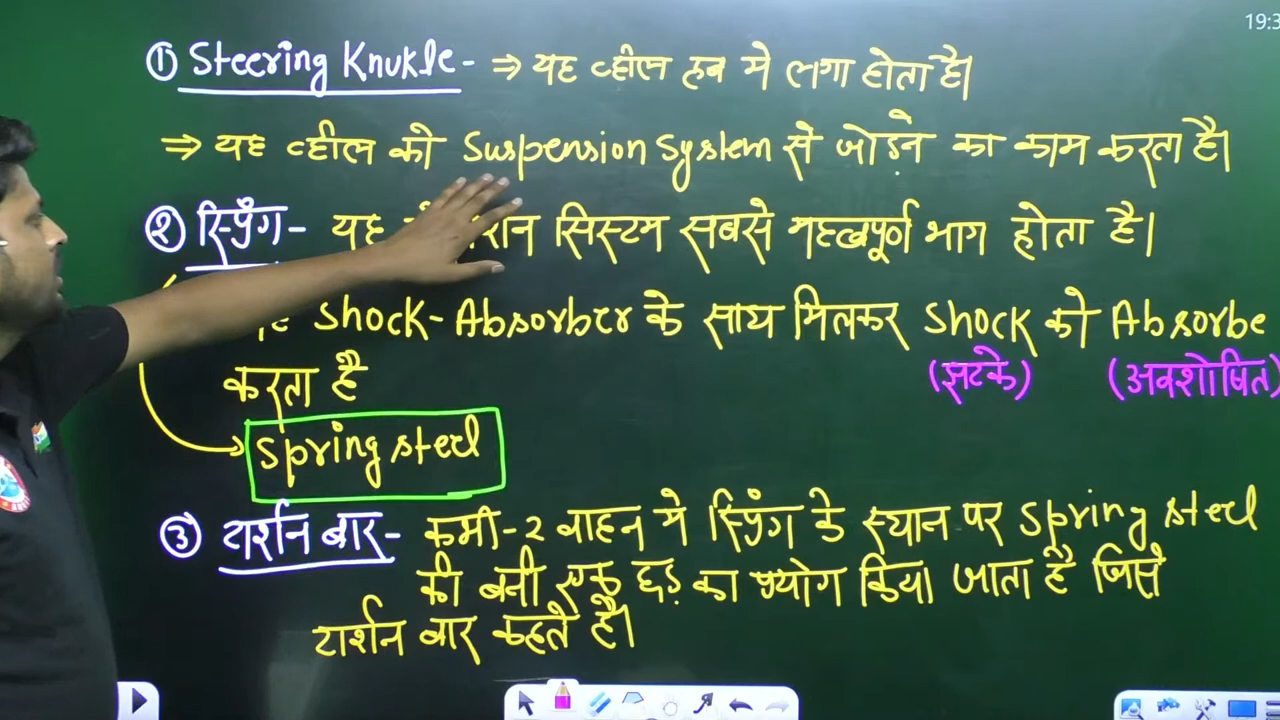 19:3
① Steering Knukle - ⇒ यह व्हील हब मे लगा होता है।
⇒ यह व्हील को Suspension System से जोडने का काम करता है।
② स्प्रिंग - यह सिस्टम सबसे महत्वपूर्ण भाग होता है।
Shock-Absorber के साथ मिलकर Shock को Absorbe
(झटके) (अवशोषित)
करता है
Spring steel
③ टार्शन बार - कभी-2 वाहन मे स्प्रिंग के स्थान पर Spring steel
की बनी एक छड़ का प्योग किया जाता है जिसे
टार्शन बार कहते है।